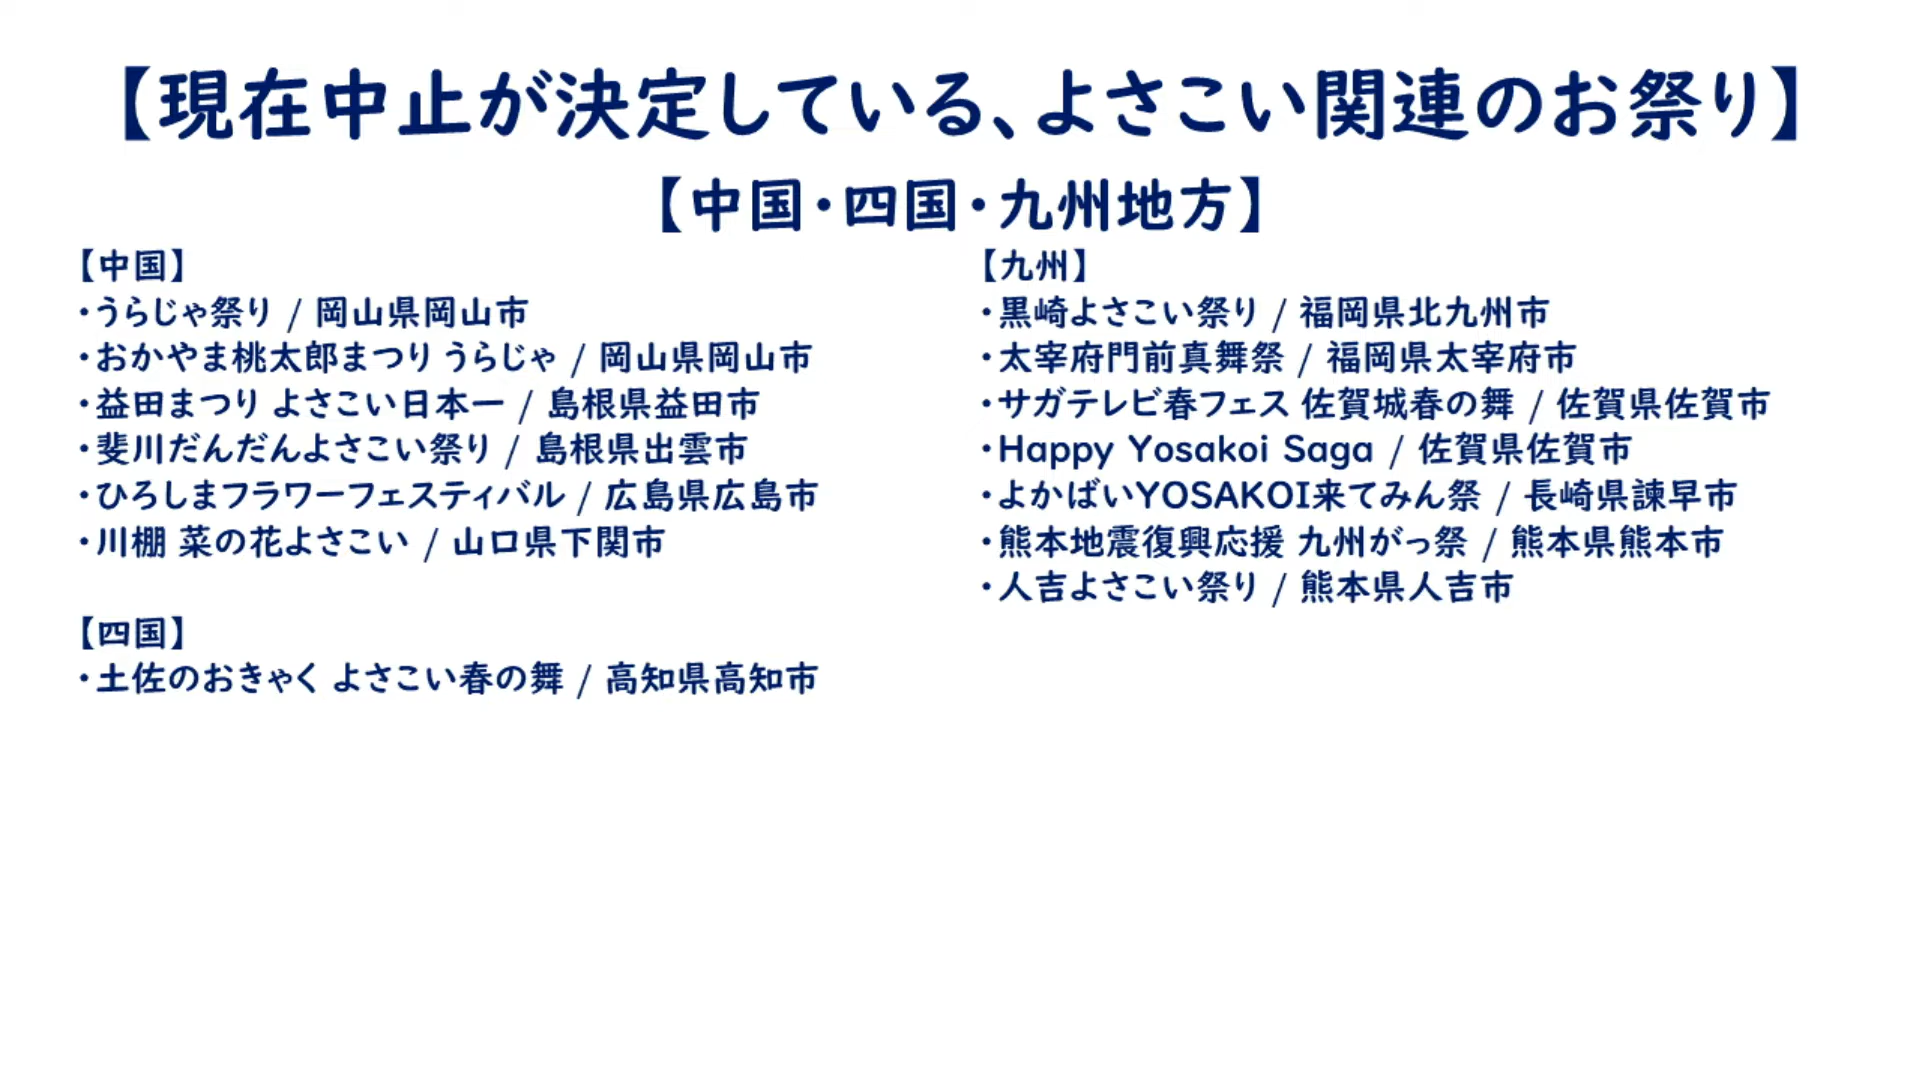 【現在中止が決定している、よさこい関連のお祭り】
【中国・四国・九州地方】
【中国】
・うらじゃ祭り / 岡山県岡山市
・おかやま桃太郎まつり うらじゃ / 岡山県岡山市
・益田まつり よさこい日本一 / 島根県益田市
・斐川だんだんよさこい祭り / 島根県出雲市
・ひろしまフラワーフェスティバル / 広島県広島市
・川棚 菜の花よさこい / 山口県下関市
【四国】
・土佐のおきゃく よさこい春の舞 / 高知県高知市
【九州】
・黒崎よさこい祭り / 福岡県北九州市
・太宰府門前真舞祭 / 福岡県太宰府市
・サガテレビ春フェス 佐賀城春の舞 / 佐賀県佐賀市
・Happy Yosakoi Saga / 佐賀県佐賀市
・よかばいYOSAKOI来てみん祭 / 長崎県諫早市
・熊本地震復興応援 九州がっ祭 / 熊本県熊本市
・人吉よさこい祭り / 熊本県人吉市